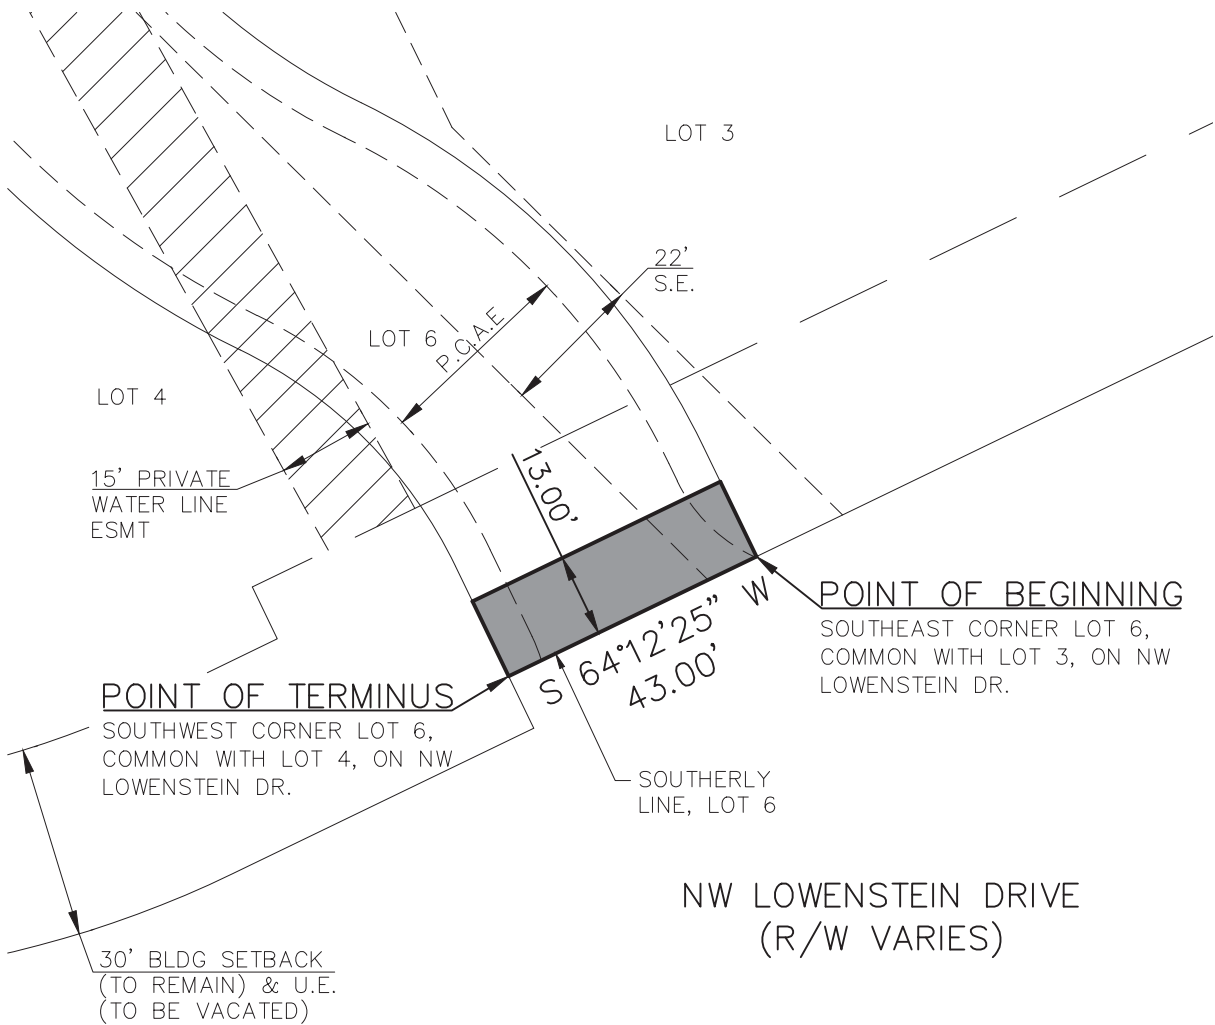 LOT 3
22'
S.E.
LOT 6
P.C.A.E
LOT 4
15' PRIVATE
WATER LINE
ESMT
13.00'
POINT OF BEGINNING
SOUTHEAST CORNER LOT 6,
COMMON WITH LOT 3, ON NW
LOWENSTEIN DR.
S 64°12'25" W
43.00'
POINT OF TERMINUS
SOUTHWEST CORNER LOT 6,
COMMON WITH LOT 4, ON NW
LOWENSTEIN DR.
SOUTHERLY
LINE, LOT 6
NW LOWENSTEIN DRIVE
(R/W VARIES)
30' BLDG SETBACK
(TO REMAIN) & U.E.
(TO BE VACATED)